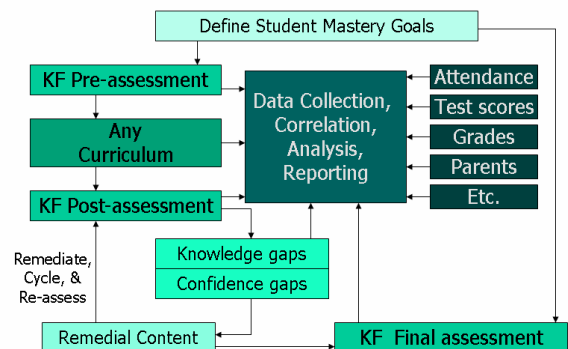 Define Student Mastery Goals
KF Pre-assessment
Any
Curriculum
KF Post-assessment
Data Collection,
Correlation,
Analysis,
Reporting
Attendance
Test scores
Grades
Parents
Etc.
Knowledge gaps
Confidence gaps
Remediate,
Cycle, &
Re-assess
Remedial Content
KF Final assessment